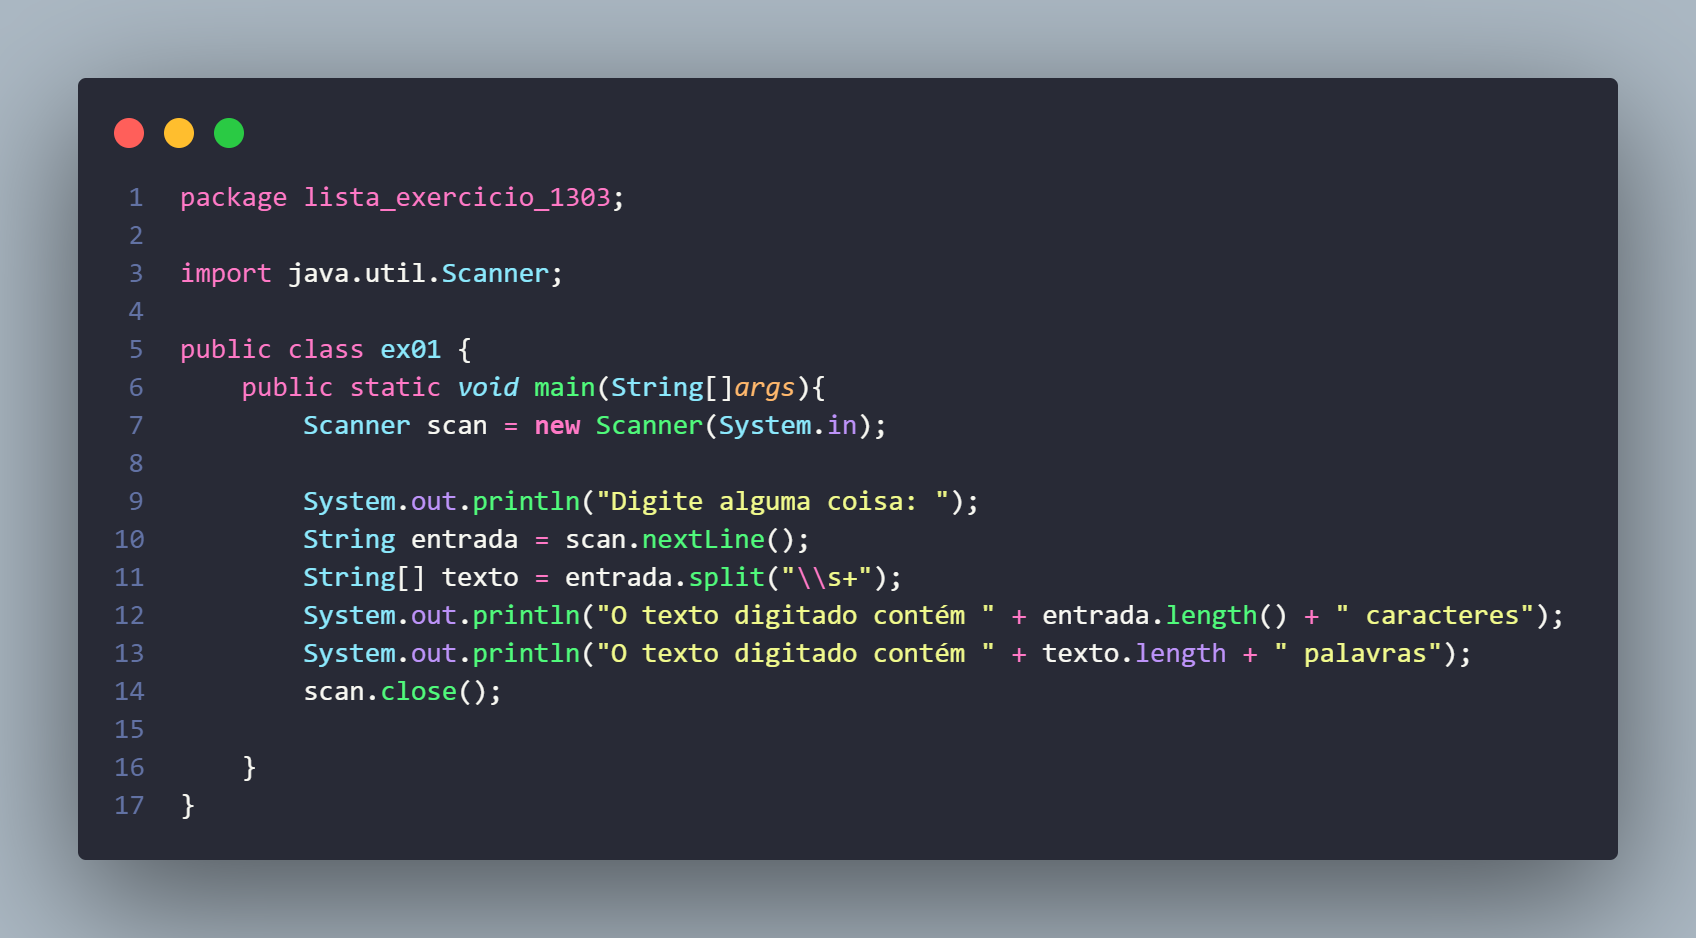 1 package lista_exercicio_1303;
2
3 import java.util.Scanner;
4
5 public class ex01 {
6     public static void main(String[]args){
7         Scanner scan = new Scanner(System.in);
8
9         System.out.println("Digite alguma coisa: ");
10         String entrada = scan.nextLine();
11         String[] texto = entrada.split("\\s+");
12         System.out.println("O texto digitado contém " + entrada.length() + " caracteres");
13         System.out.println("O texto digitado contém " + texto.length + " palavras");
14         scan.close();
15
16     }
17 }